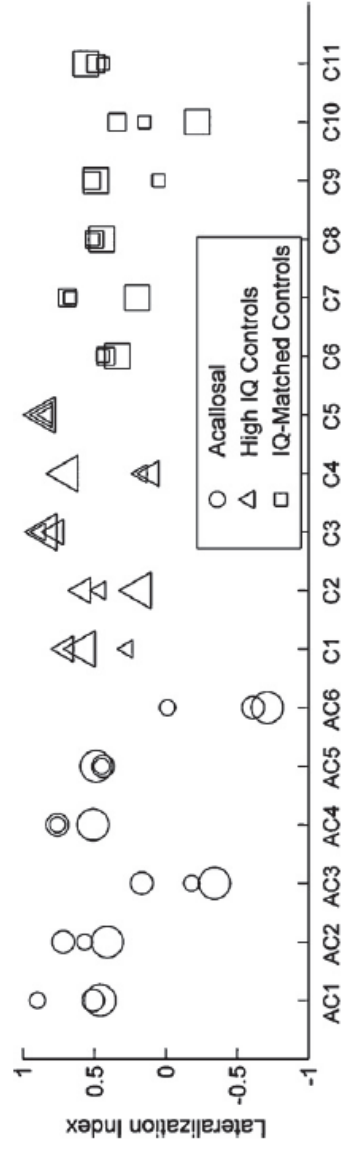 Lateralization Index
1
0.5
0
-0.5
-1
Acallosal
High IQ Controls
IQ-Matched Controls
AC1 AC2 AC3 AC4 AC5 AC6 C1 C2 C3 C4 C5 C6 C7 C8 C9 C10 C11